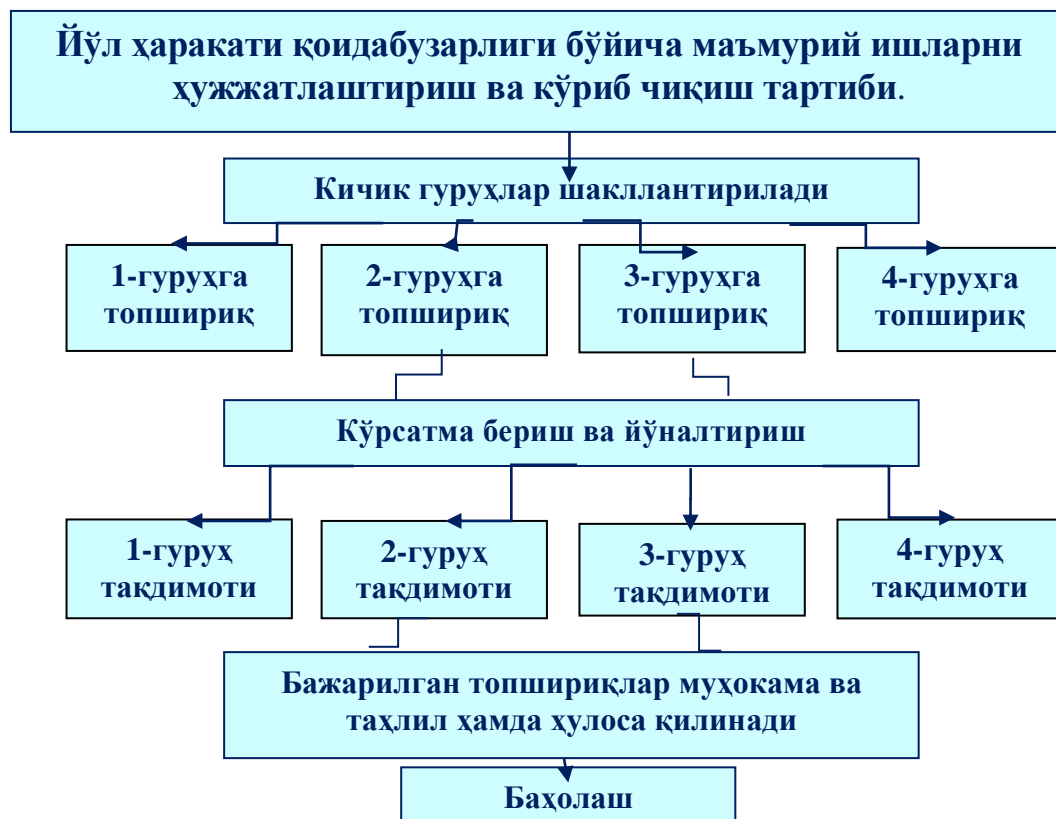 Йўл ҳаракати қоидабузарлиги бўйича маъмурий ишларни
ҳужжатлаштириш ва кўриб чиқиш тартиби.
Кичик гуруҳлар шакллантирилади
1-гуруҳга
топшириқ
2-гуруҳга
топшириқ
3-гуруҳга
топшириқ
4-гуруҳга
топшириқ
Кўрсатма бериш ва йўналтириш
1-гуруҳ
тақдимоти
2-гуруҳ
тақдимоти
3-гуруҳ
тақдимоти
4-гуруҳ
тақдимоти
Бажарилган топшириқлар муҳокама ва
таҳлил ҳамда ҳулоса қилинади
Баҳолаш